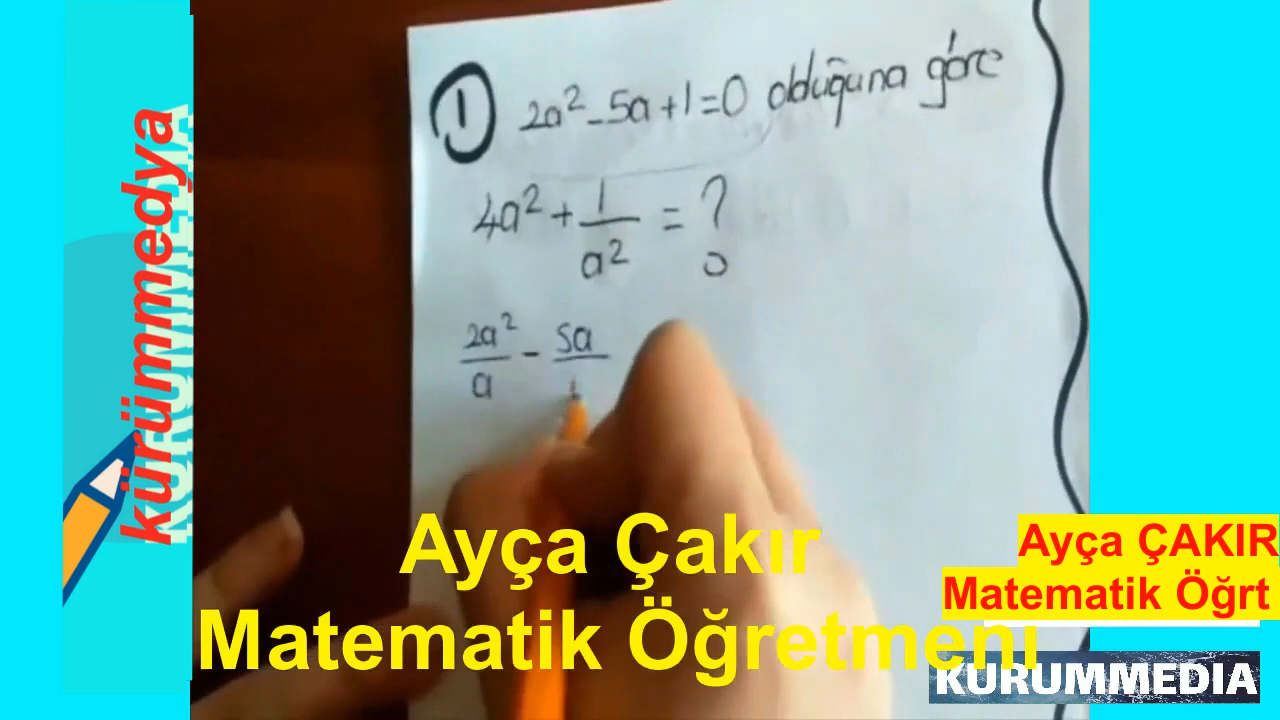 ① 2a² - 5a + 1 = 0 olduğuna göre
4a² + 1/a² = ?
2a²/a - 5a
kürümmedya
Ayça Çakır
Matematik Öğretmeni
Ayça ÇAKIR
Matematik Öğrt
KURUMMEDIA